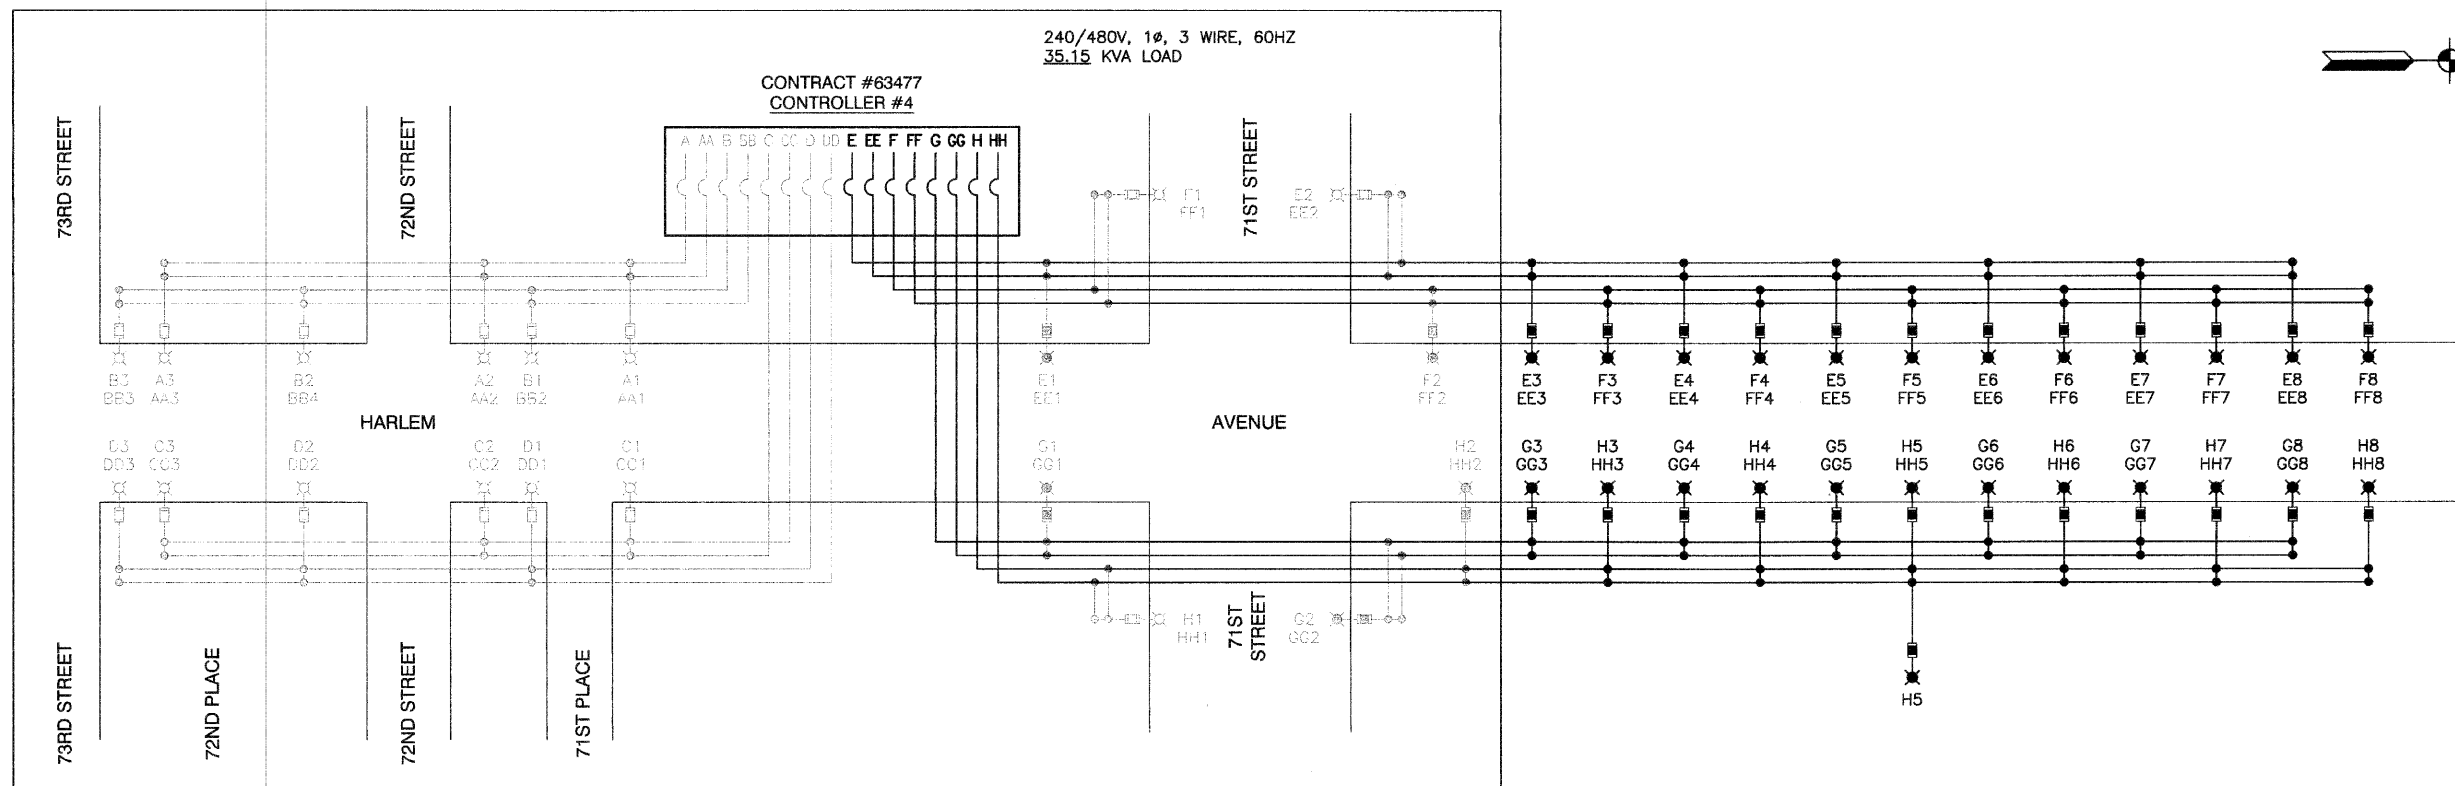 240/480V, 1ø, 3 WIRE, 60HZ
35.15 KVA LOAD
CONTRACT #63477
CONTROLLER #4
73RD STREET
72ND STREET
71ST STREET
A AA B BB C CC D DD E EE F FF G GG H HH
F1
FF1
E2
EE2
B3 A3 B2 A2 B1 A1 E1 F2 E3 F3 E4 F4 E5 F5 E6 F6 E7 F7 E8 F8
BB3 AA3 BB4 AA2 BB2 AA1 EE1 FF2 EE3 FF3 EE4 FF4 EE5 FF5 EE6 FF6 EE7 FF7 EE8 FF8
HARLEM AVENUE
D3 C3 D2 C2 D1 C1 G1 H2 G3 H3 G4 H4 G5 H5 G6 H6 G7 H7 G8 H8
DD3 CC3 DD2 CC2 DD1 CC1 GG1 HH2 GG3 HH3 GG4 HH4 GG5 HH5 GG6 HH6 GG7 HH7 GG8 HH8
H1
HH1
71ST
STREET
G2
GG2
73RD STREET
72ND PLACE
72ND STREET
71ST PLACE
H5